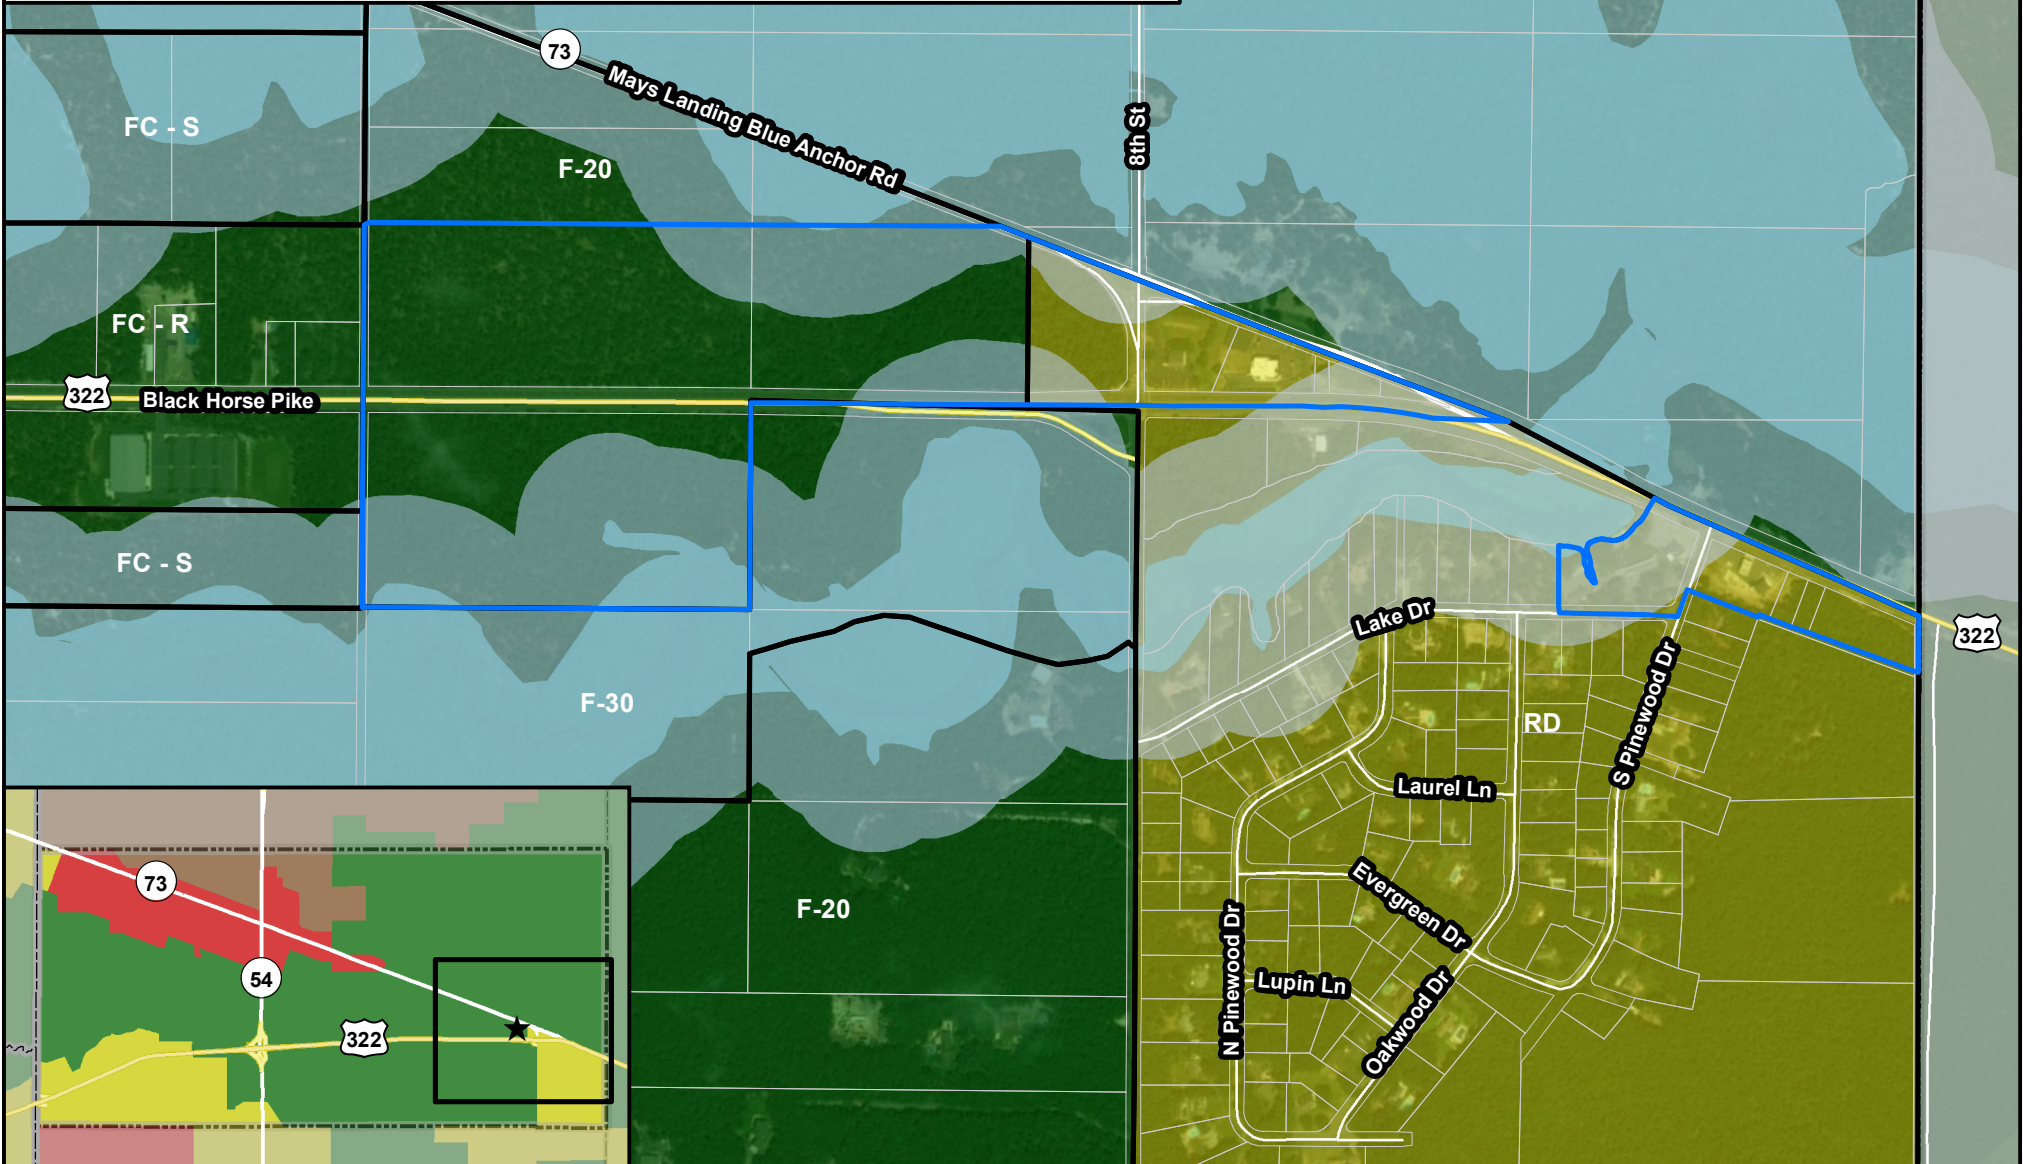 73
Mays Landing Blue Anchor Rd
8th St
FC - S
F-20
FC - R
322
Black Horse Pike
FC - S
Lake Dr
322
S Pinewood Dr
F-30
RD
Laurel Ln
73
Evergreen Dr
F-20
N Pinewood Dr
54
Lupin Ln
Oakwood Dr
322